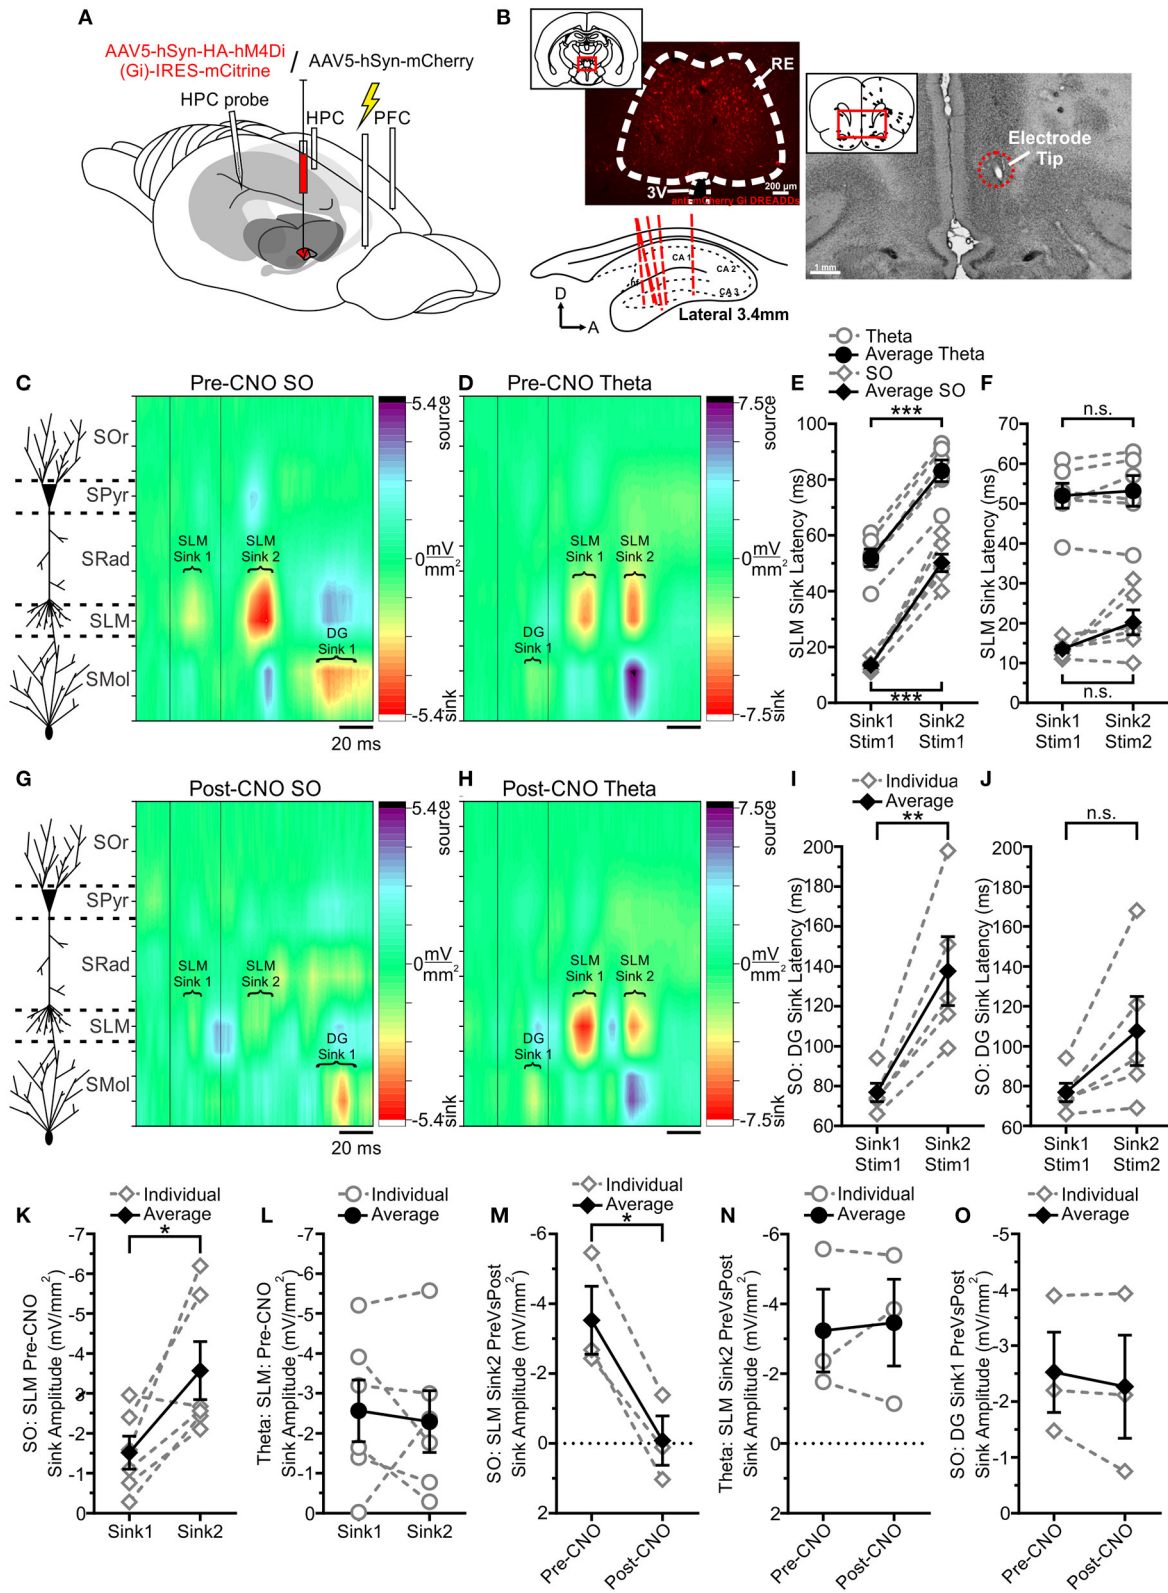 A
AAV5-hSyn-HA-hM4Di
(Gi)-IRES-mCitrine
/
AAV5-hSyn-mCherry
HPC probe
HPC
PFC
B
RE
3V
200 µm
anti-mCherry Gi DREADDs
Electrode
Tip
1 mm
CA 1
CA 2
CA 3
hf
D
A
Lateral 3.4mm
Theta
Average Theta
SO
Average SO
C
Pre-CNO SO
SOr
SPyr
SRad
SLM
SMol
SLM
Sink 1
SLM
Sink 2
DG
Sink 1
20 ms
5.4
source
0 mV
mm²
-5.4
sink
D
Pre-CNO Theta
SLM
Sink 1
SLM
Sink 2
DG
Sink 1
7.5
source
0 mV
mm²
-7.5
sink
E
***
SLM Sink Latency (ms)
100
80
60
40
20
0
***
Sink1
Stim1
Sink2
Stim1
F
n.s.
SLM Sink Latency (ms)
70
60
50
40
30
20
10
0
n.s.
Sink1
Stim1
Sink2
Stim2
G
Post-CNO SO
SOr
SPyr
SRad
SLM
SMol
SLM
Sink 1
SLM
Sink 2
DG
Sink 1
20 ms
5.4
source
0 mV
mm²
-5.4
sink
H
Post-CNO Theta
SLM
Sink 1
SLM
Sink 2
DG
Sink 1
7.5
source
0 mV
mm²
-7.5
sink
I
Individua
Average
**
SO: DG Sink Latency (ms)
200
180
160
140
120
100
80
60
Sink1
Stim1
Sink2
Stim1
J
n.s.
SO: DG Sink Latency (ms)
200
180
160
140
120
100
80
60
Sink1
Stim1
Sink2
Stim2
K
Individual
Average
*
SO: SLM Pre-CNO
Sink Amplitude (mV/mm²)
-7
-6
-5
-4
-3
-2
-1
0
Sink1
Sink2
L
Individual
Average
Theta: SLM: Pre-CNO
Sink Amplitude (mV/mm²)
-7
-6
-5
-4
-3
-2
-1
0
Sink1
Sink2
M
Individual
Average
*
SO: SLM Sink2 PreVsPost
Sink Amplitude (mV/mm²)
-6
-4
-2
0
2
Pre-CNO
Post-CNO
N
Individual
Average
Theta: SLM Sink2 PreVsPost
Sink Amplitude (mV/mm²)
-6
-4
-2
0
2
Pre-CNO
Post-CNO
O
Individual
Average
SO: DG Sink1 PreVsPost
Sink Amplitude (mV/mm²)
-5
-4
-3
-2
-1
0
Pre-CNO
Post-CNO